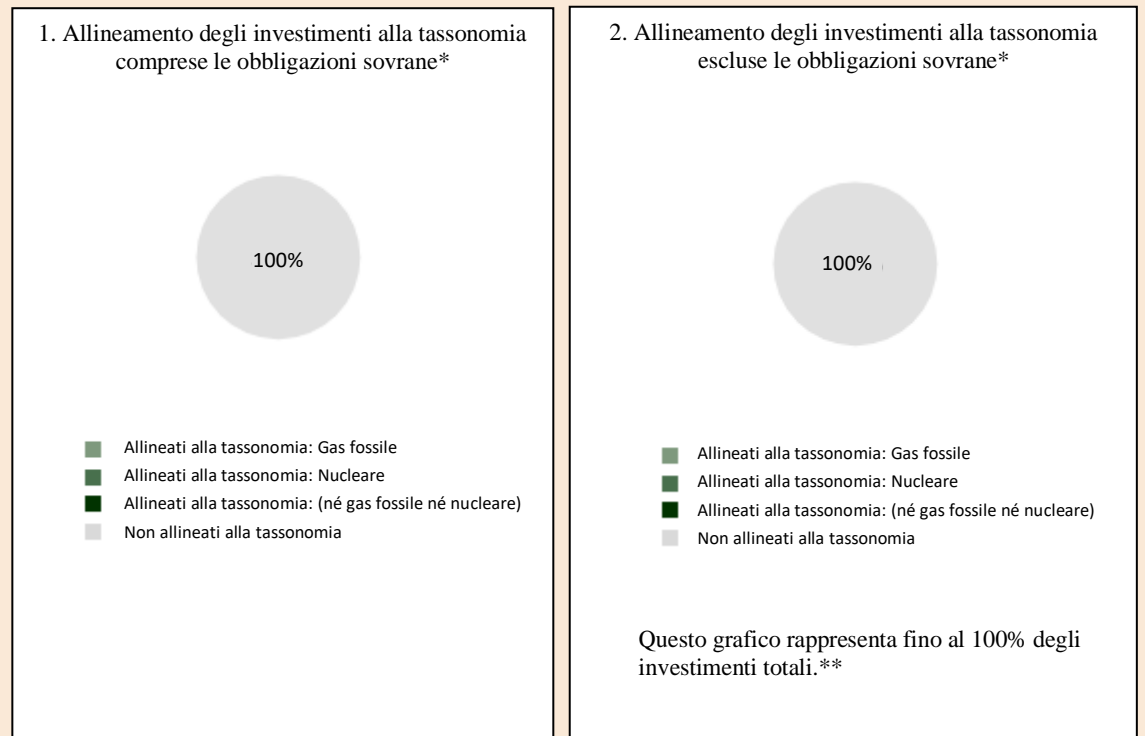 1. Allineamento degli investimenti alla tassonomia
comprese le obbligazioni sovrane*
100%
Allineati alla tassonomia: Gas fossile
Allineati alla tassonomia: Nucleare
Allineati alla tassonomia: (né gas fossile né nucleare)
Non allineati alla tassonomia
2. Allineamento degli investimenti alla tassonomia
escluse le obbligazioni sovrane*
100%
Allineati alla tassonomia: Gas fossile
Allineati alla tassonomia: Nucleare
Allineati alla tassonomia: (né gas fossile né nucleare)
Non allineati alla tassonomia
Questo grafico rappresenta fino al 100% degli
investimenti totali.**